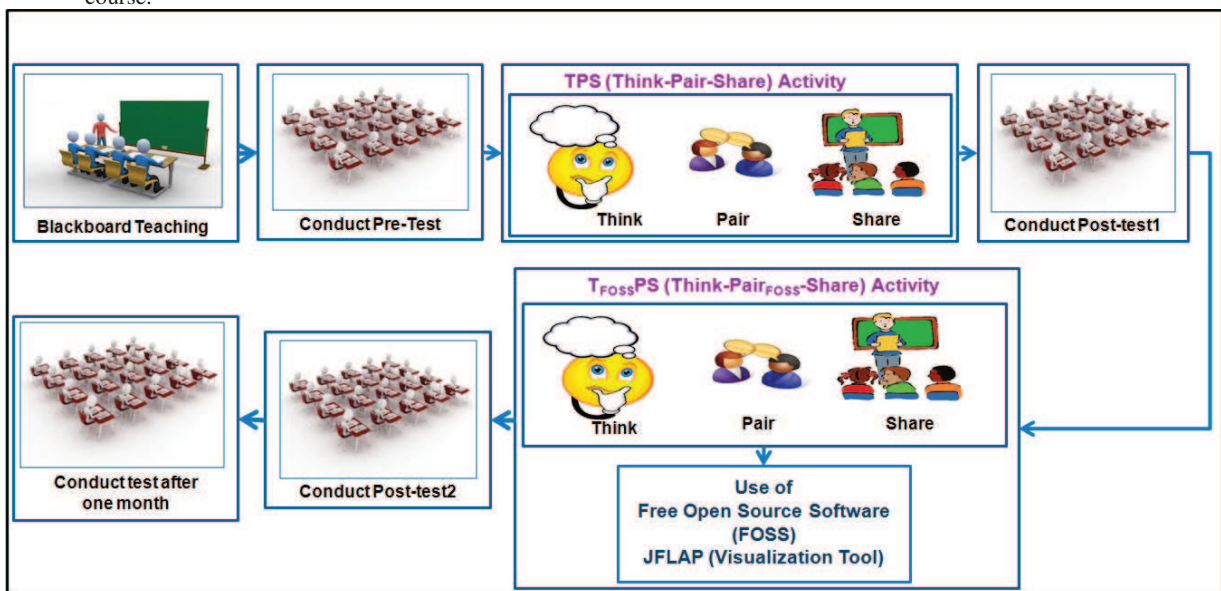 course.
TPS (Think-Pair-Share) Activity
Blackboard Teaching
Conduct Pre-Test
Think
Pair
Share
Conduct Post-test1
TFOSSPS (Think-PairFOSS-Share) Activity
Think
Pair
Share
Use of
Free Open Source Software
(FOSS)
JFLAP (Visualization Tool)
Conduct Post-test2
Conduct test after
one month